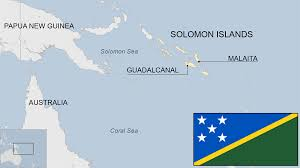 PAPUA NEW GUINEA
SOLOMON ISLANDS
Solomon Sea
MALAITA
GUADALCANAL
AUSTRALIA
Coral Sea